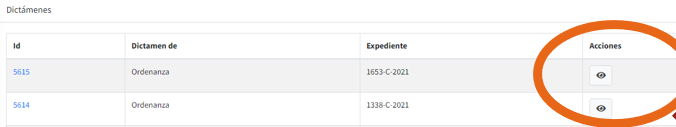 Dictámenes
Id Dictamen de Expediente Acciones
5615 Ordenanza 1653-C-2021
5614 Ordenanza 1338-C-2021